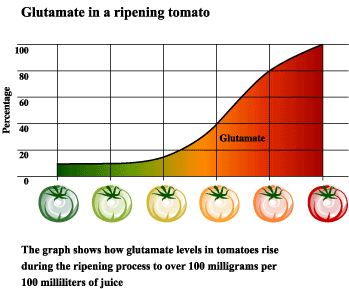 Glutamate in a ripening tomato
100
80
60
40
20
0
Percentage
Glutamate
The graph shows how glutamate levels in tomatoes rise
during the ripening process to over 100 milligrams per
100 milliliters of juice